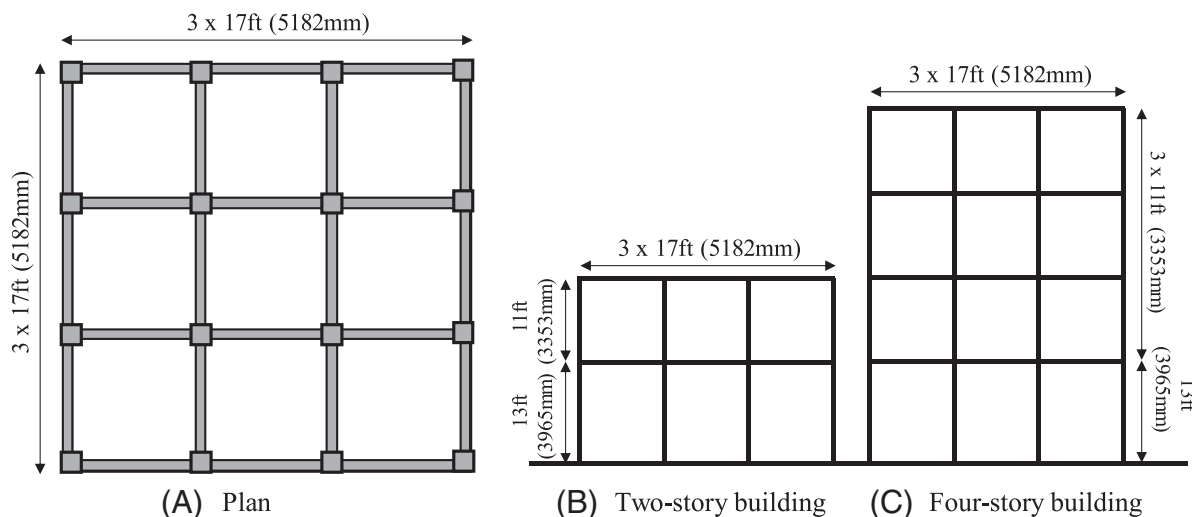 3 x 17ft (5182mm)
3 x 17ft (5182mm)
(A) Plan
3 x 17ft (5182mm)
11ft
(3353mm)
13ft
(3965mm)
(B) Two-story building
3 x 17ft (5182mm)
3 x 11ft (3353mm)
13ft
(3965mm)
(C) Four-story building